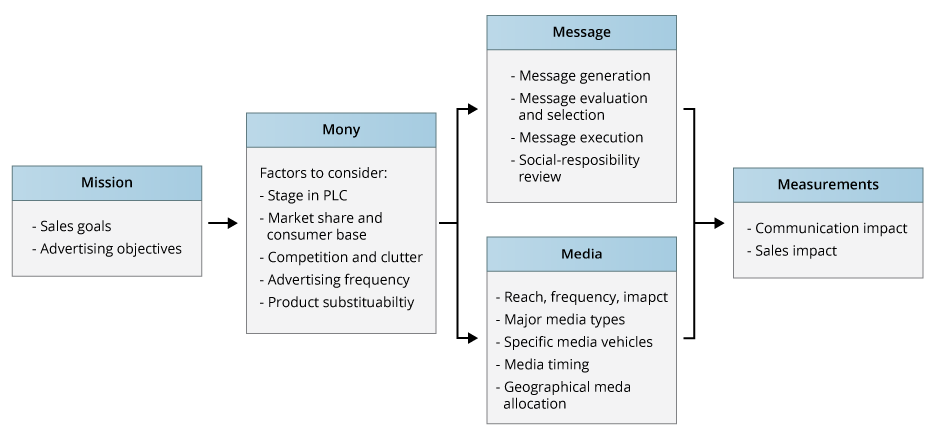 Mission
- Sales goals
- Advertising objectives
Mony
Factors to consider:
- Stage in PLC
- Market share and
consumer base
- Competition and clutter
- Advertising frequency
- Product substituabiltiy
Message
- Message generation
- Message evaluation
and selection
- Message execution
- Social-resposibility
review
Media
- Reach, frequency, imapct
- Major media types
- Specific media vehicles
- Media timing
- Geographical meda
allocation
Measurements
- Communication impact
- Sales impact